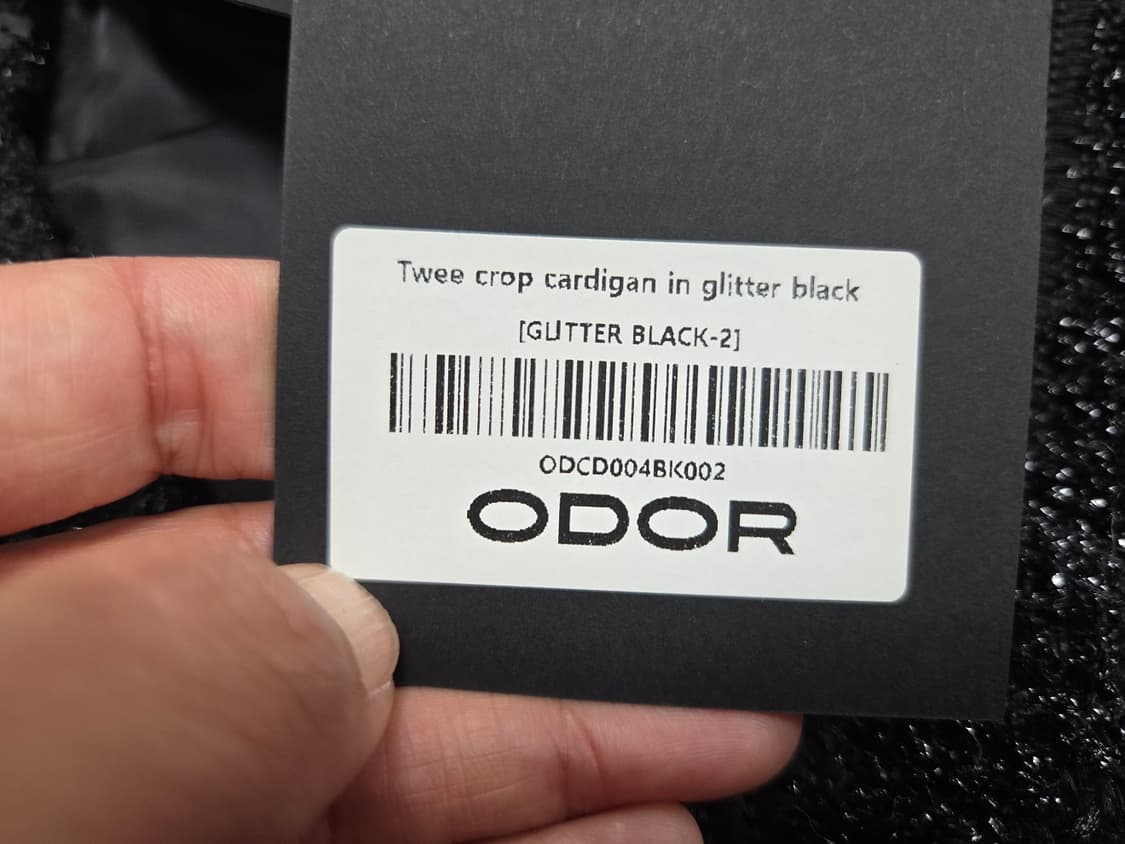 Twee crop cardigan in glitter black
[GLITTER BLACK-2]
ODCD004BK002
ODOR